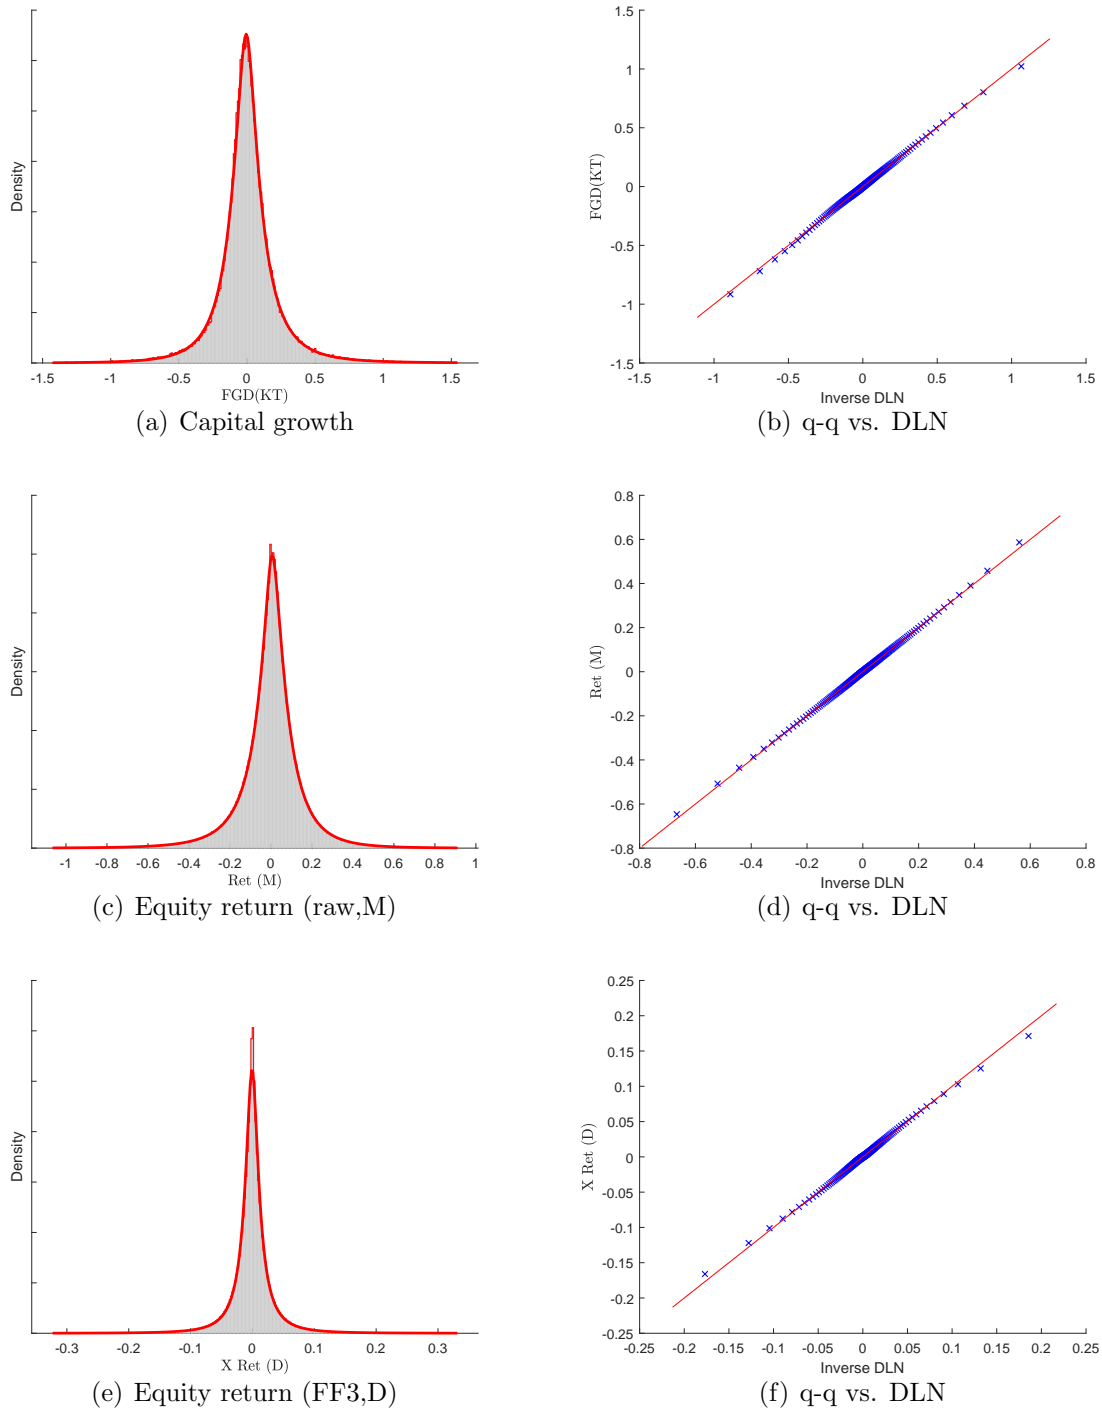 Density
-1.5 -1 -0.5 0 0.5 1 1.5
FGD(KT)
(a) Capital growth
1.5
1
0.5
0
-0.5
-1
-1.5
FGD(KT)
-1.5 -1 -0.5 0 0.5 1 1.5
Inverse DLN
(b) q-q vs. DLN
Density
-1 -0.8 -0.6 -0.4 -0.2 0 0.2 0.4 0.6 0.8 1
Ret (M)
(c) Equity return (raw,M)
0.8
0.6
0.4
0.2
0
-0.2
-0.4
-0.6
-0.8
Ret (M)
-0.8 -0.6 -0.4 -0.2 0 0.2 0.4 0.6 0.8
Inverse DLN
(d) q-q vs. DLN
Density
-0.3 -0.2 -0.1 0 0.1 0.2 0.3
X Ret (D)
(e) Equity return (FF3,D)
0.25
0.2
0.15
0.1
0.05
0
-0.05
-0.1
-0.15
-0.2
-0.25
X Ret (D)
-0.25 -0.2 -0.15 -0.1 -0.05 0 0.05 0.1 0.15 0.2 0.25
Inverse DLN
(f) q-q vs. DLN